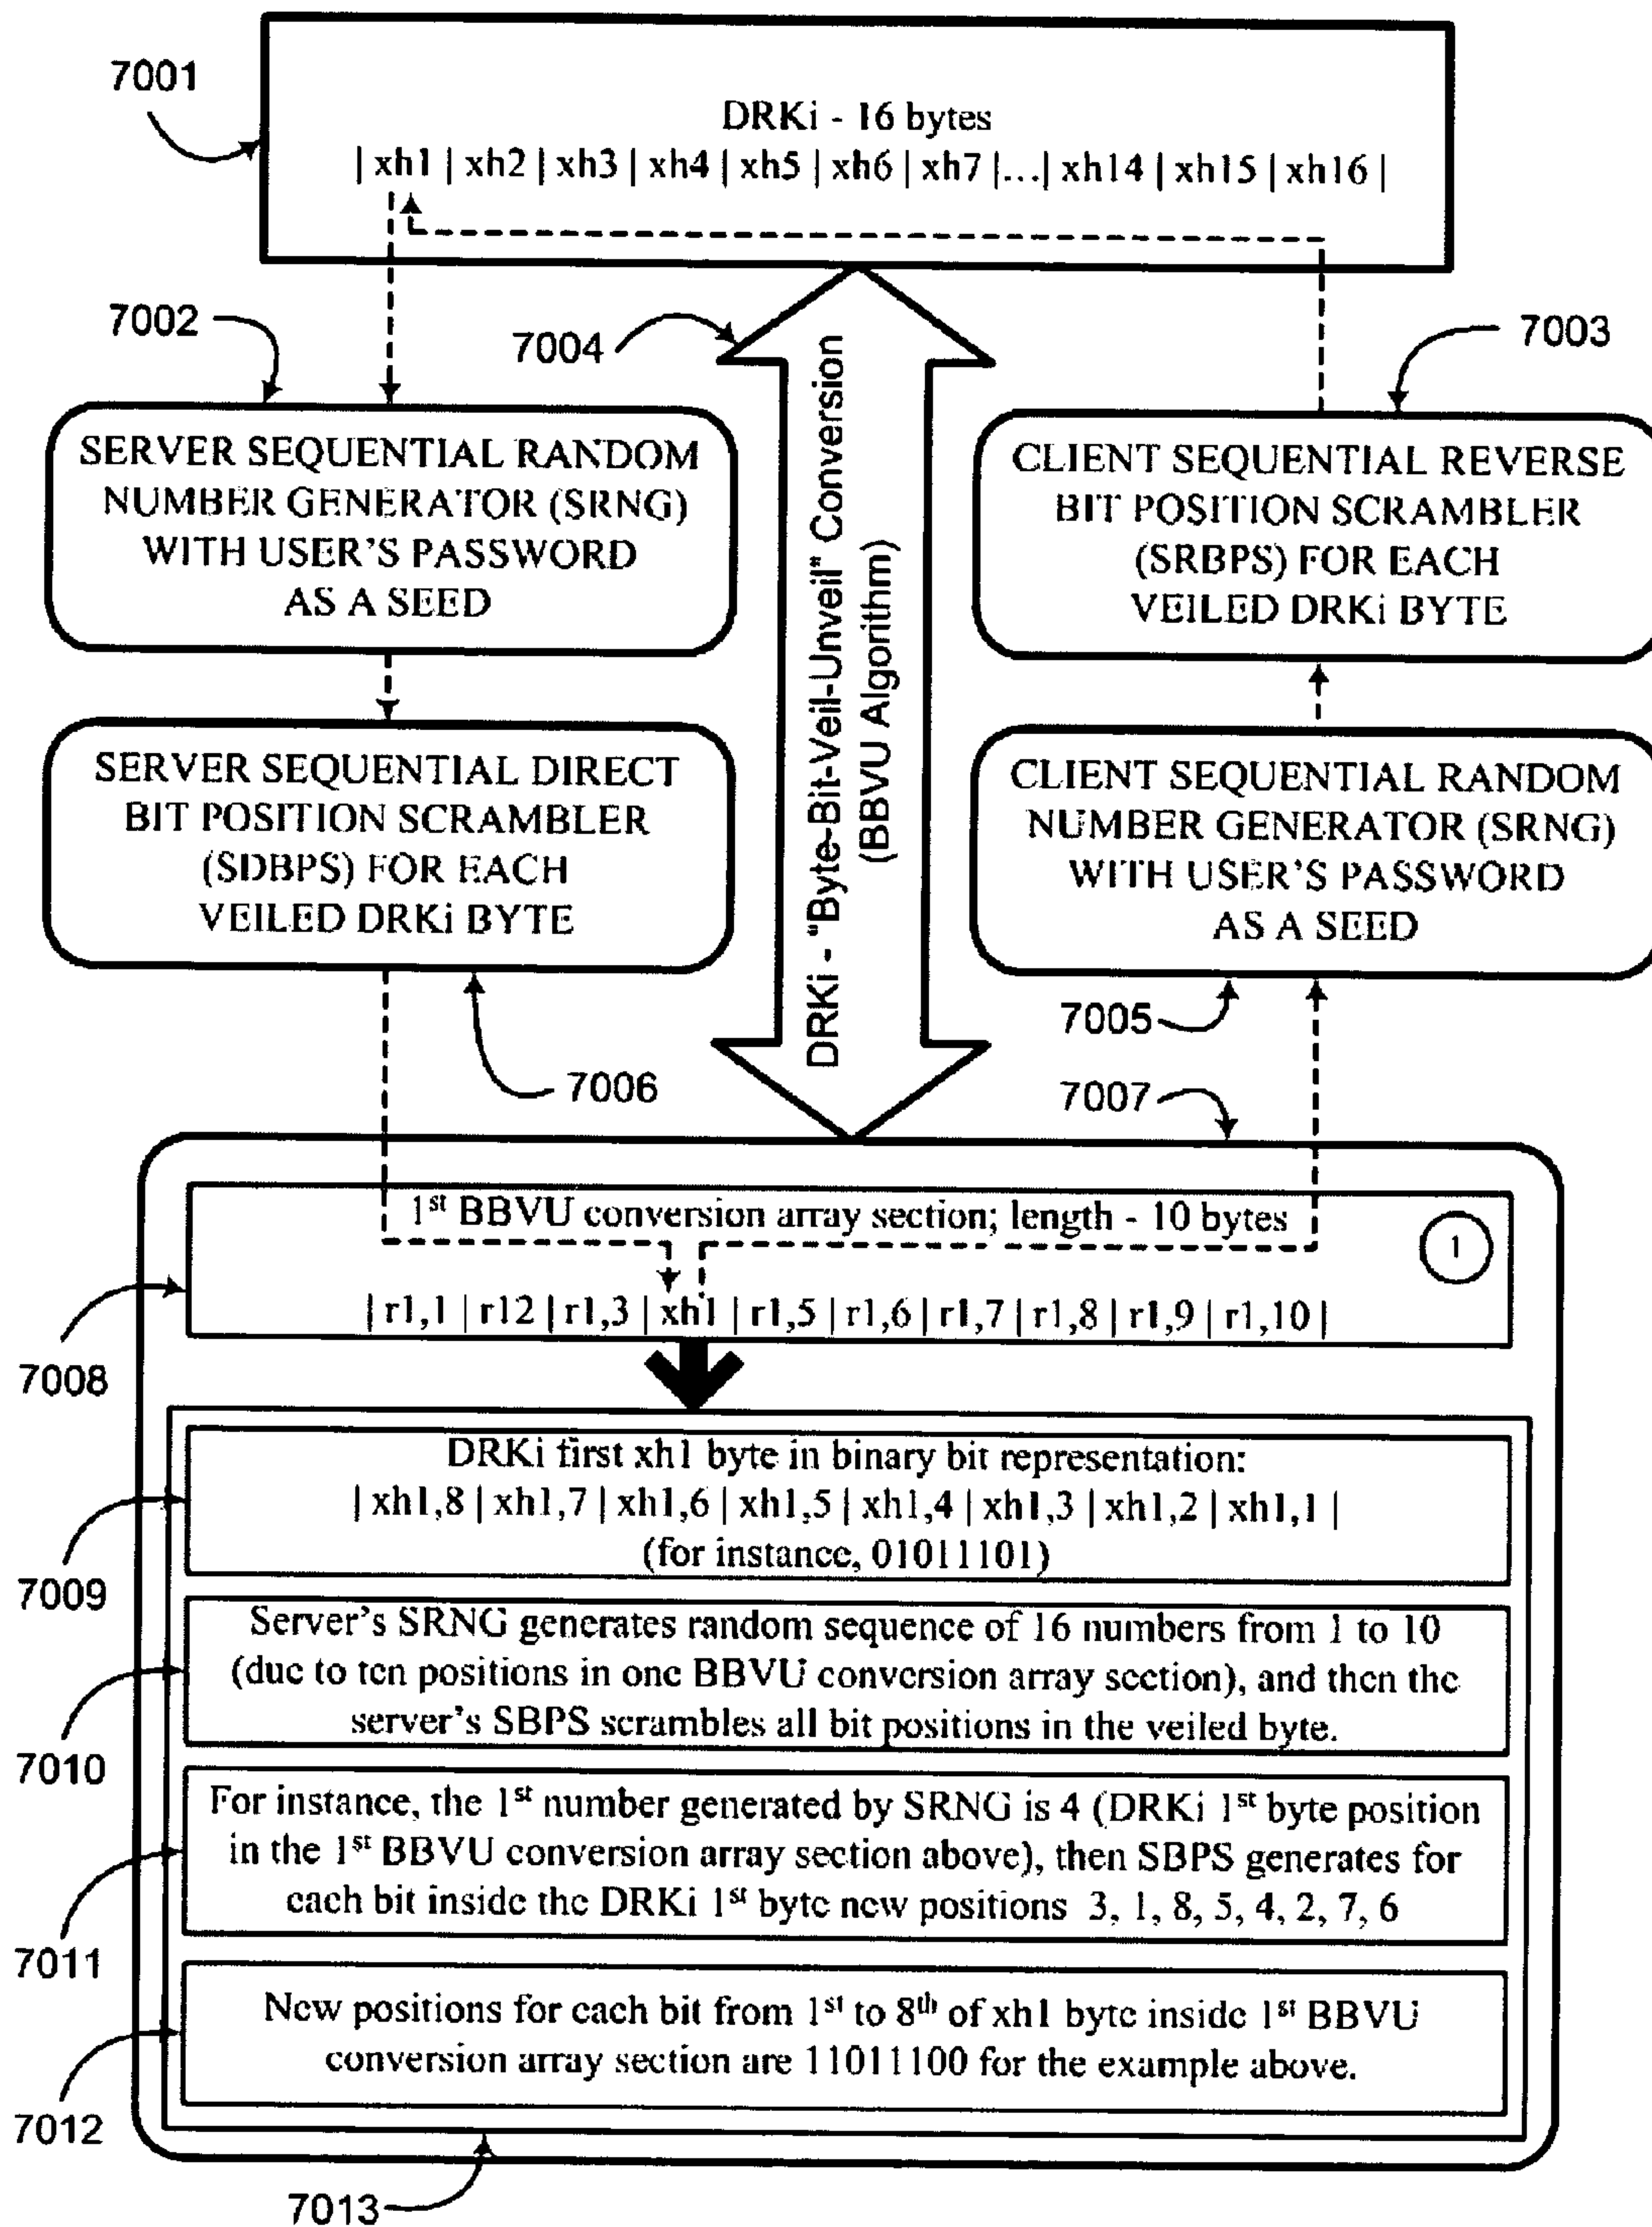 7001
DRKi - 16 bytes
| xh1 | xh2 | xh3 | xh4 | xh5 | xh6 | xh7 |...| xh14 | xh15 | xh16 |
7002
7004
7003
SERVER SEQUENTIAL RANDOM
NUMBER GENERATOR (SRNG)
WITH USER'S PASSWORD
AS A SEED
DRKi - "Byte-Bit-Veil-Unveil" Conversion
(BBVU Algorithm)
CLIENT SEQUENTIAL REVERSE
BIT POSITION SCRAMBLER
(SRBPS) FOR EACH
VEILED DRKi BYTE
SERVER SEQUENTIAL DIRECT
BIT POSITION SCRAMBLER
(SDBPS) FOR EACH
VEILED DRKi BYTE
CLIENT SEQUENTIAL RANDOM
NUMBER GENERATOR (SRNG)
WITH USER'S PASSWORD
AS A SEED
7005
7006
7007
1st BBVU conversion array section; length - 10 bytes
1
| r1,1 | r12 | r1,3 | xh1 | r1,5 | r1,6 | r1,7 | r1,8 | r1,9 | r1,10 |
7008
DRKi first xh1 byte in binary bit representation:
| xh1,8 | xh1,7 | xh1,6 | xh1,5 | xh1,4 | xh1,3 | xh1,2 | xh1,1 |
(for instance, 01011101)
7009
Server's SRNG generates random sequence of 16 numbers from 1 to 10
(due to ten positions in one BBVU conversion array section), and then the
server's SBPS scrambles all bit positions in the veiled byte.
7010
For instance, the 1st number generated by SRNG is 4 (DRKi 1st byte position
in the 1st BBVU conversion array section above), then SBPS generates for
each bit inside the DRKi 1st byte new positions 3, 1, 8, 5, 4, 2, 7, 6
7011
New positions for each bit from 1st to 8th of xh1 byte inside 1st BBVU
conversion array section are 11011100 for the example above.
7012
7013